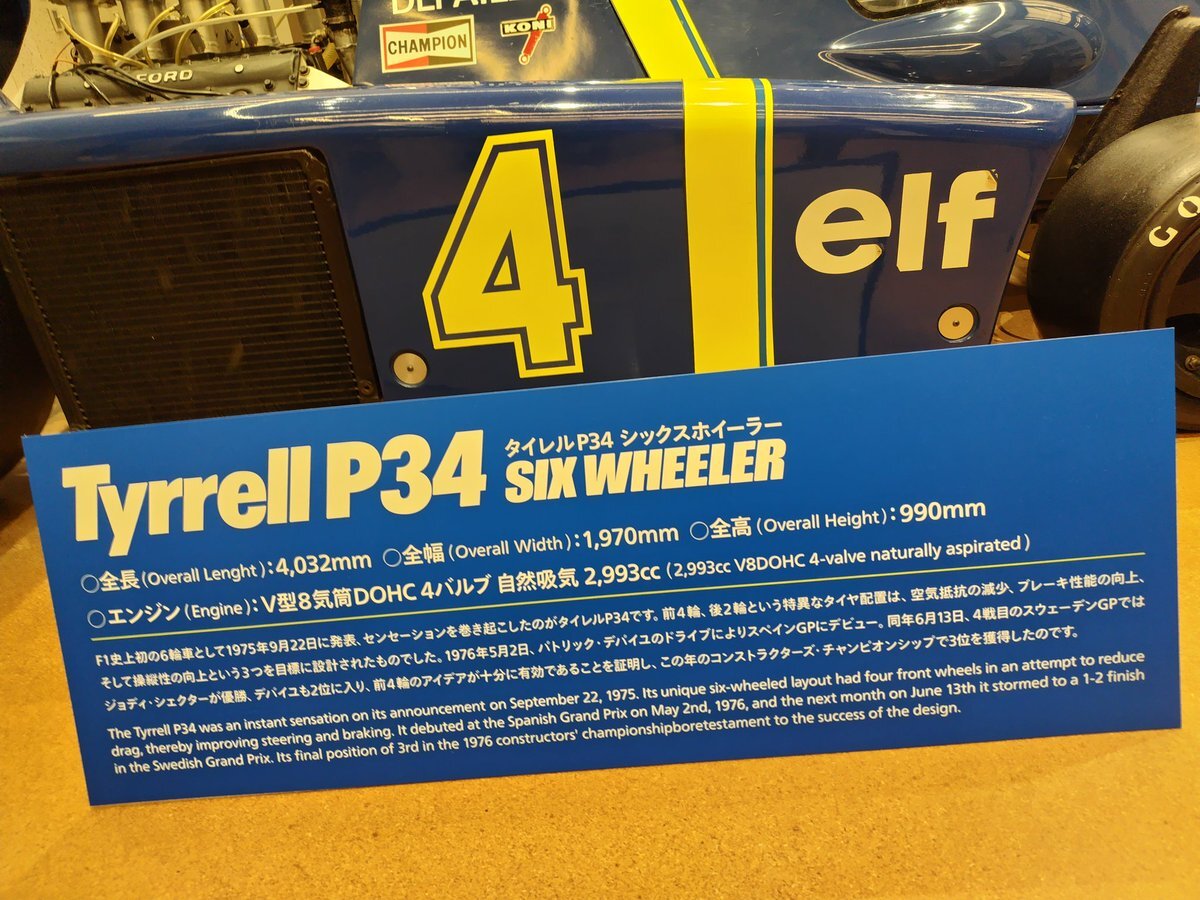 CHAMPION
KONI
FORD
4
elf
Tyrrell P34
タイレルP34 シックスホイーラー
SIX WHEELER
○全長(Overall Lenght):4,032mm ○全幅(Overall Width):1,970mm ○全高(Overall Height):990mm
○エンジン(Engine):V型8気筒DOHC 4バルブ 自然吸気 2,993cc (2,993cc V8DOHC 4-valve naturally aspirated)
F1史上初の6輪車として1975年9月22日に発表、センセーションを巻き起こしたのがタイレルP34です。前4輪、後2輪という特異なタイヤ配置は、空気抵抗の減少、ブレーキ性能の向上、
そして操縦性の向上という3つを目標に設計されたものでした。1976年5月2日、パトリック・デパイユのドライブによりスペインGPにデビュー。同年6月13日、4戦目のスウェーデンGPでは
ジョディ・シェクターが優勝、デパイユも2位に入り、前4輪のアイデアが十分に有効であることを証明し、この年のコンストラクターズ・チャンピオンシップで3位を獲得したのです。
The Tyrrell P34 was an instant sensation on its announcement on September 22, 1975. Its unique six-wheeled layout had four front wheels in an attempt to reduce
drag, thereby improving steering and braking. It debuted at the Spanish Grand Prix on May 2nd, 1976, and the next month on June 13th it stormed to a 1-2 finish
in the Swedish Grand Prix. Its final position of 3rd in the 1976 constructors' championshipboretestament to the success of the design.